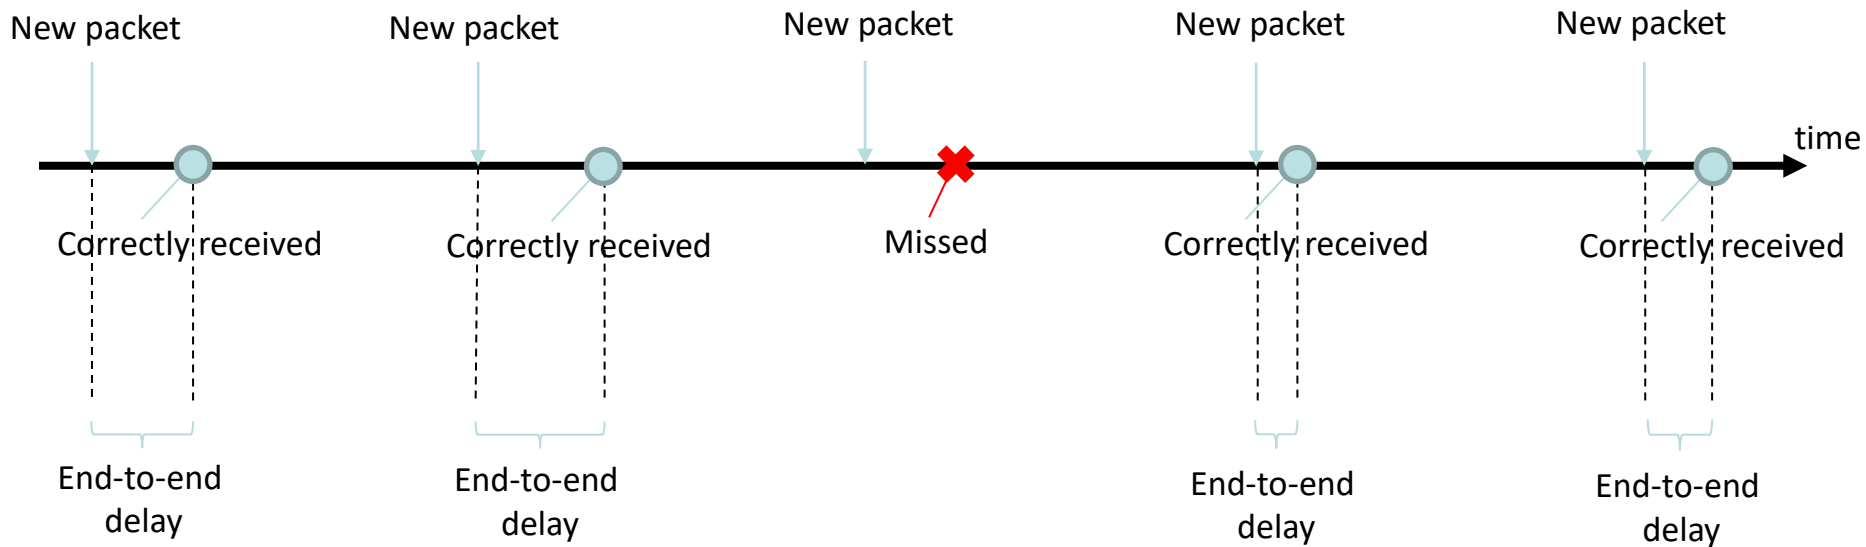 New packet
New packet
New packet
New packet
New packet
time
Correctly received
Correctly received
Missed
Correctly received
Correctly received
End-to-end
delay
End-to-end
delay
End-to-end
delay
End-to-end
delay